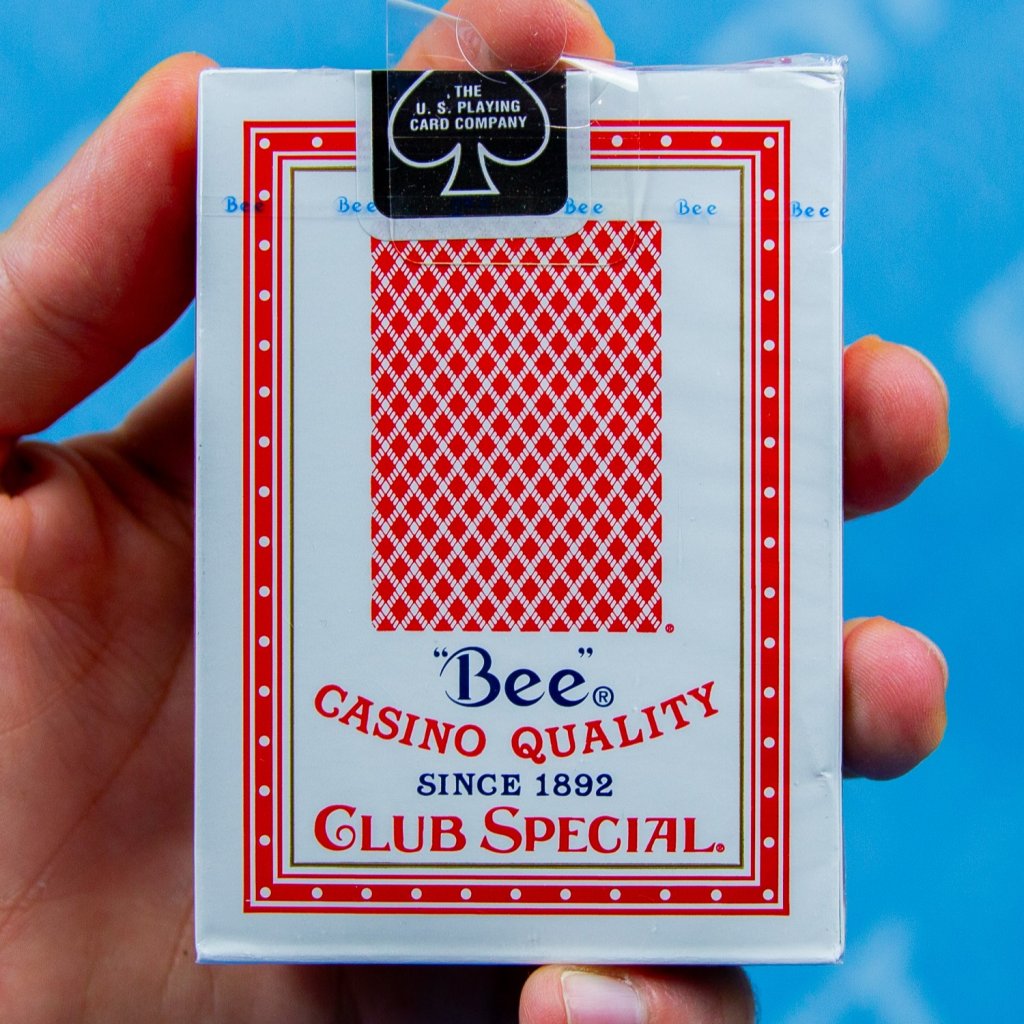 THE
U. S. PLAYING
CARD COMPANY
Bee Bee Bee Bee Bee
"Bee"®
CASINO QUALITY
SINCE 1892
CLUB SPECIAL®